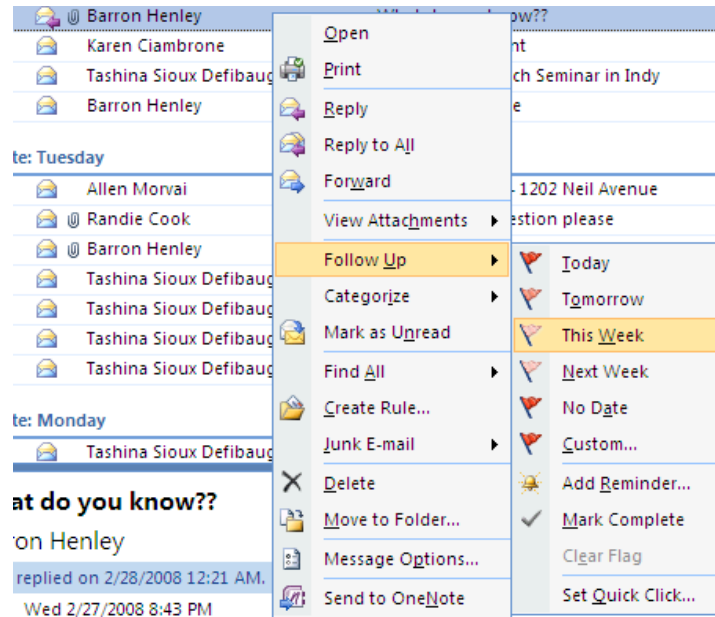 Barron Henley
ow??
Karen Ciambrone
nt
Tashina Sioux Defibaug
ch Seminar in Indy
Barron Henley
e
te: Tuesday
Allen Morvai
- 1202 Neil Avenue
Randie Cook
estion please
Barron Henley
Tashina Sioux Defibaug
Tashina Sioux Defibaug
Tashina Sioux Defibaug
Tashina Sioux Defibaug
te: Monday
Tashina Sioux Defibaug
Open
Print
Reply
Reply to All
Forward
View Attachments
Follow Up
Categorize
Mark as Unread
Find All
Create Rule...
Junk E-mail
Delete
Move to Folder...
Message Options...
Send to OneNote
Today
Tomorrow
This Week
Next Week
No Date
Custom...
Add Reminder...
Mark Complete
Clear Flag
Set Quick Click...
at do you know??
ron Henley
replied on 2/28/2008 12:21 AM.
Wed 2/27/2008 8:43 PM